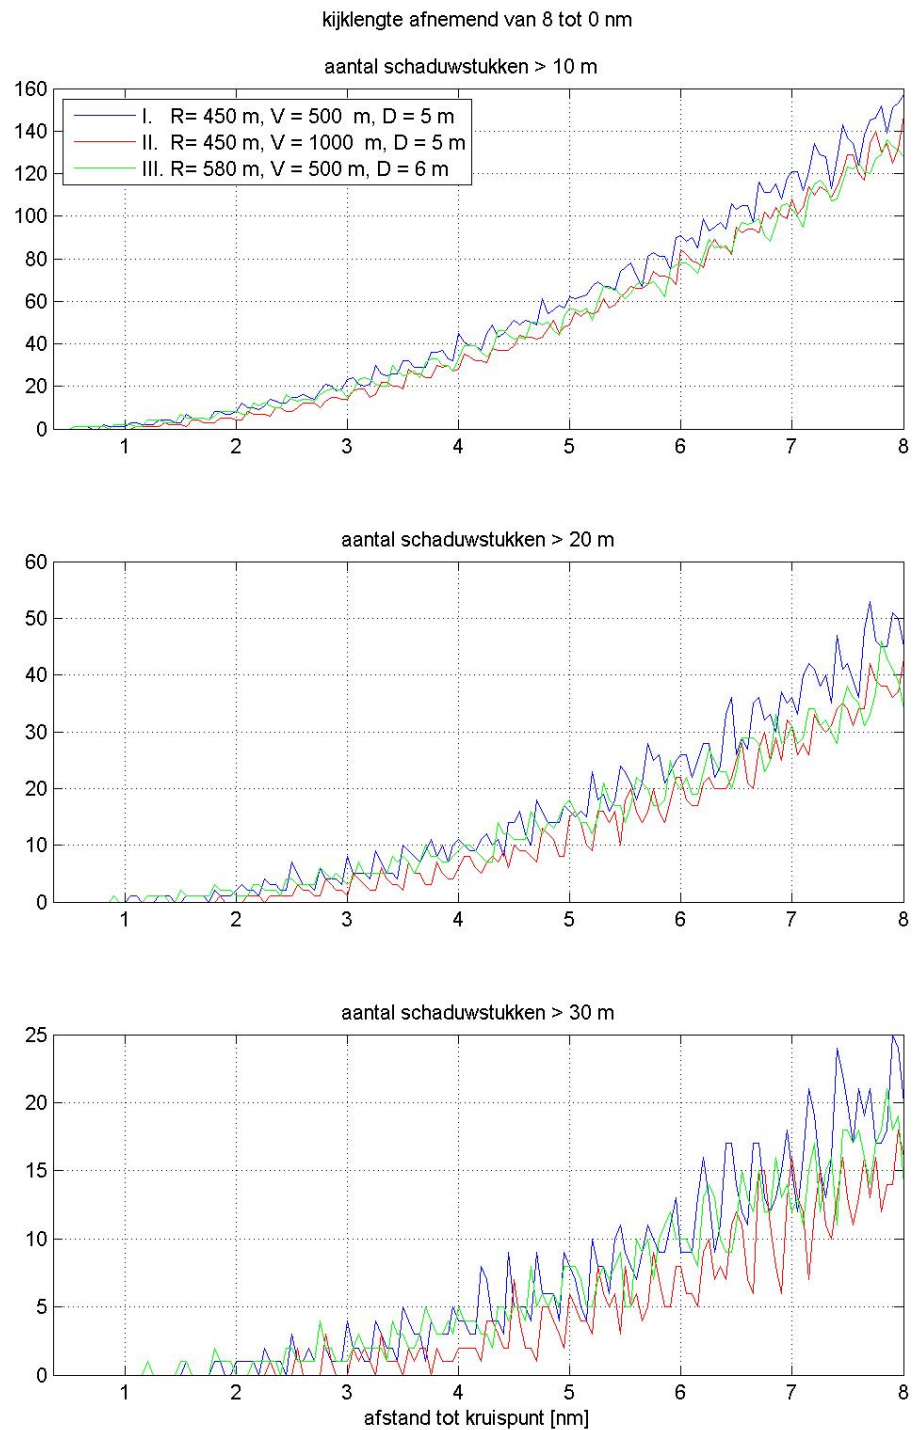 kijklengte afnemend van 8 tot 0 nm
aantal schaduwstukken > 10 m
160
140
120
100
80
60
40
20
0
I. R= 450 m, V = 500 m, D = 5 m
II. R= 450 m, V = 1000 m, D = 5 m
III. R= 580 m, V = 500 m, D = 6 m
1 2 3 4 5 6 7 8
aantal schaduwstukken > 20 m
60
50
40
30
20
10
0
1 2 3 4 5 6 7 8
aantal schaduwstukken > 30 m
25
20
15
10
5
0
1 2 3 4 5 6 7 8
afstand tot kruispunt [nm]